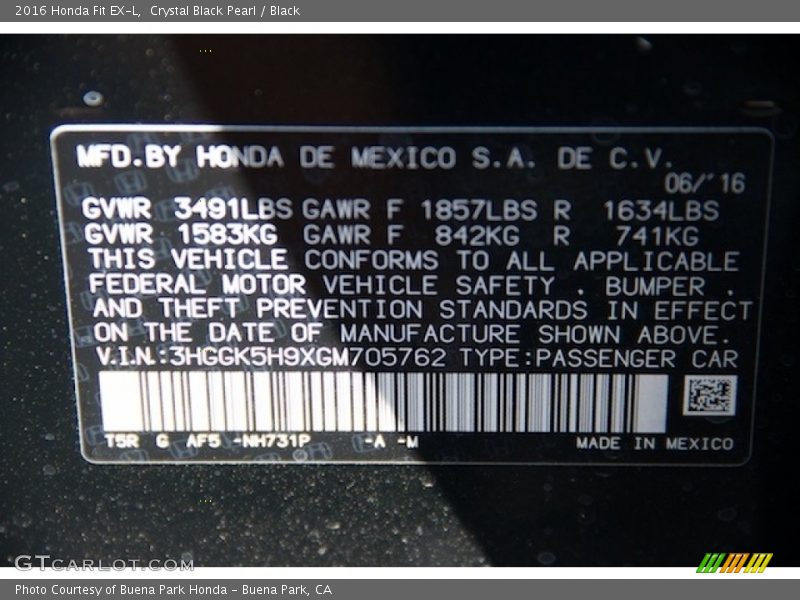 2016 Honda Fit EX-L,  Crystal Black Pearl / Black
MFD.BY HONDA DE MEXICO S.A. DE C.V.
06/'16
GVWR 3491LBS GAWR F 1857LBS R 1634LBS
GVWR 1583KG GAWR F 842KG R 741KG
THIS VEHICLE CONFORMS TO ALL APPLICABLE
FEDERAL MOTOR VEHICLE SAFETY , BUMPER ,
AND THEFT PREVENTION STANDARDS IN EFFECT
ON THE DATE OF MANUFACTURE SHOWN ABOVE.
V.I.N.:3HGGK5H9XGM705762 TYPE:PASSENGER CAR
T5R G AF5 -NH731P -A -M MADE IN MEXICO
GTCARLOT.COM
Photo Courtesy of Buena Park Honda - Buena Park, CA